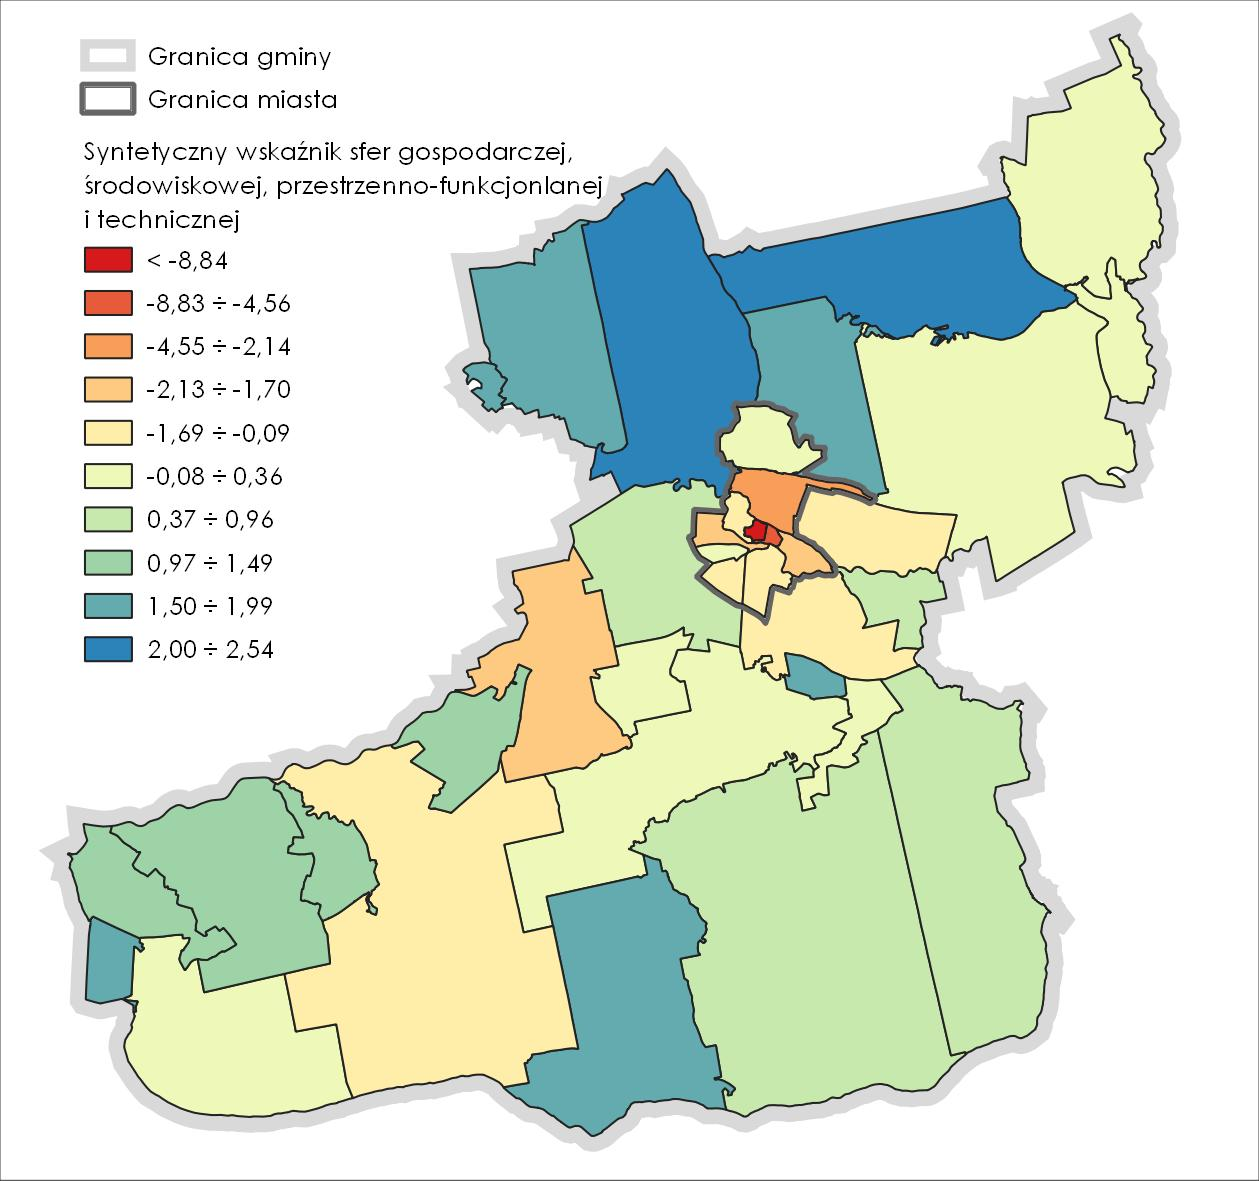 Granica gminy
Granica miasta
Syntetyczny wskaźnik sfer gospodarczej,
środowiskowej, przestrzenno-funkcjonlanej
i technicznej
< -8,84
-8,83 ÷ -4,56
-4,55 ÷ -2,14
-2,13 ÷ -1,70
-1,69 ÷ -0,09
-0,08 ÷ 0,36
0,37 ÷ 0,96
0,97 ÷ 1,49
1,50 ÷ 1,99
2,00 ÷ 2,54